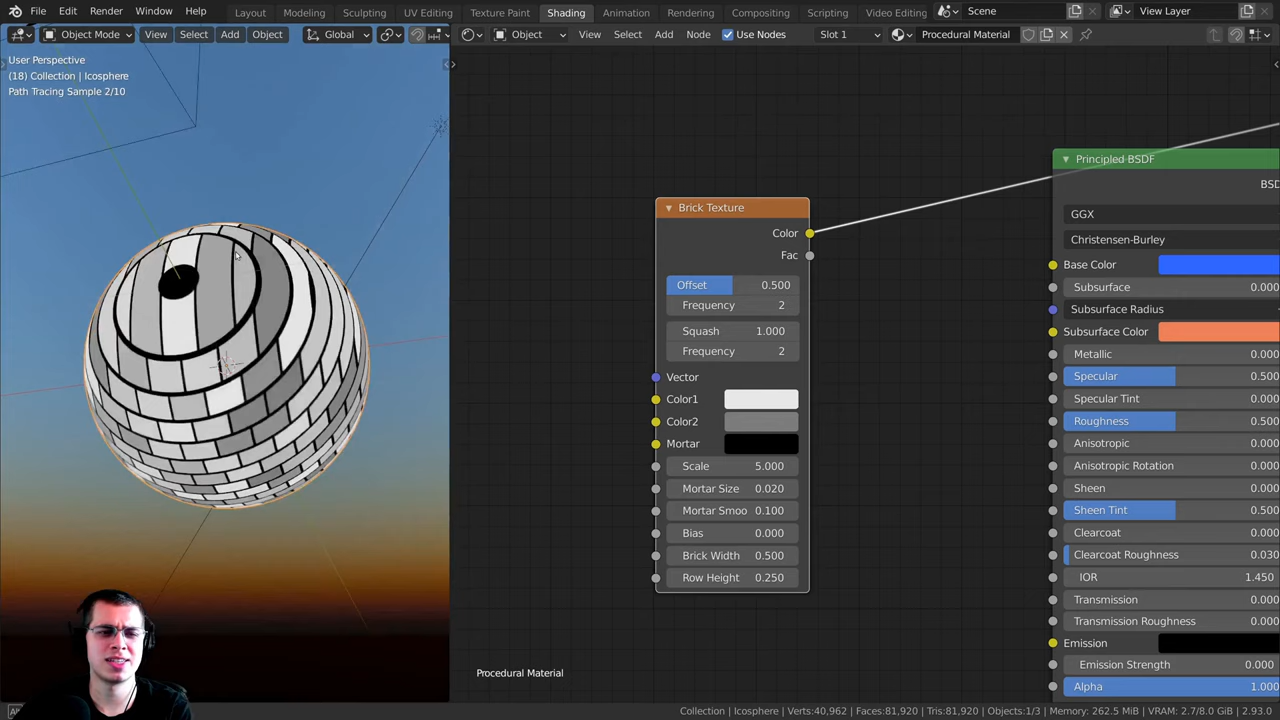 File Edit Render Window Help Layout Modeling Sculpting UV Editing Texture Paint Shading Animation Rendering Compositing Scripting Video Editing Scene View Layer
Object Mode View Select Add Object Global Object View Select Add Node Use Nodes Slot 1 Procedural Material
User Perspective
(18) Collection | Icosphere
Path Tracing Sample 2/10
Brick Texture
Color
Fac
Offset 0.500
Frequency 2
Squash 1.000
Frequency 2
Vector
Color1
Color2
Mortar
Scale 5.000
Mortar Size 0.020
Mortar Smoo 0.100
Bias 0.000
Brick Width 0.500
Row Height 0.250
Principled BSDF
BSD
GGX
Christensen-Burley
Base Color
Subsurface 0.000
Subsurface Radius
Subsurface Color
Metallic 0.000
Specular 0.500
Specular Tint 0.000
Roughness 0.500
Anisotropic 0.000
Anisotropic Rotation 0.000
Sheen 0.000
Sheen Tint 0.500
Clearcoat 0.000
Clearcoat Roughness 0.030
IOR 1.450
Transmission 0.000
Transmission Roughness 0.000
Emission
Emission Strength 0.000
Alpha 1.000
Procedural Material
Collection | Icosphere | Verts:40,962 | Faces:81,920 | Tris:81,920 | Objects:1/3 | Memory: 262.5 MiB | VRAM: 2.7/8.0 GiB | 2.93.0